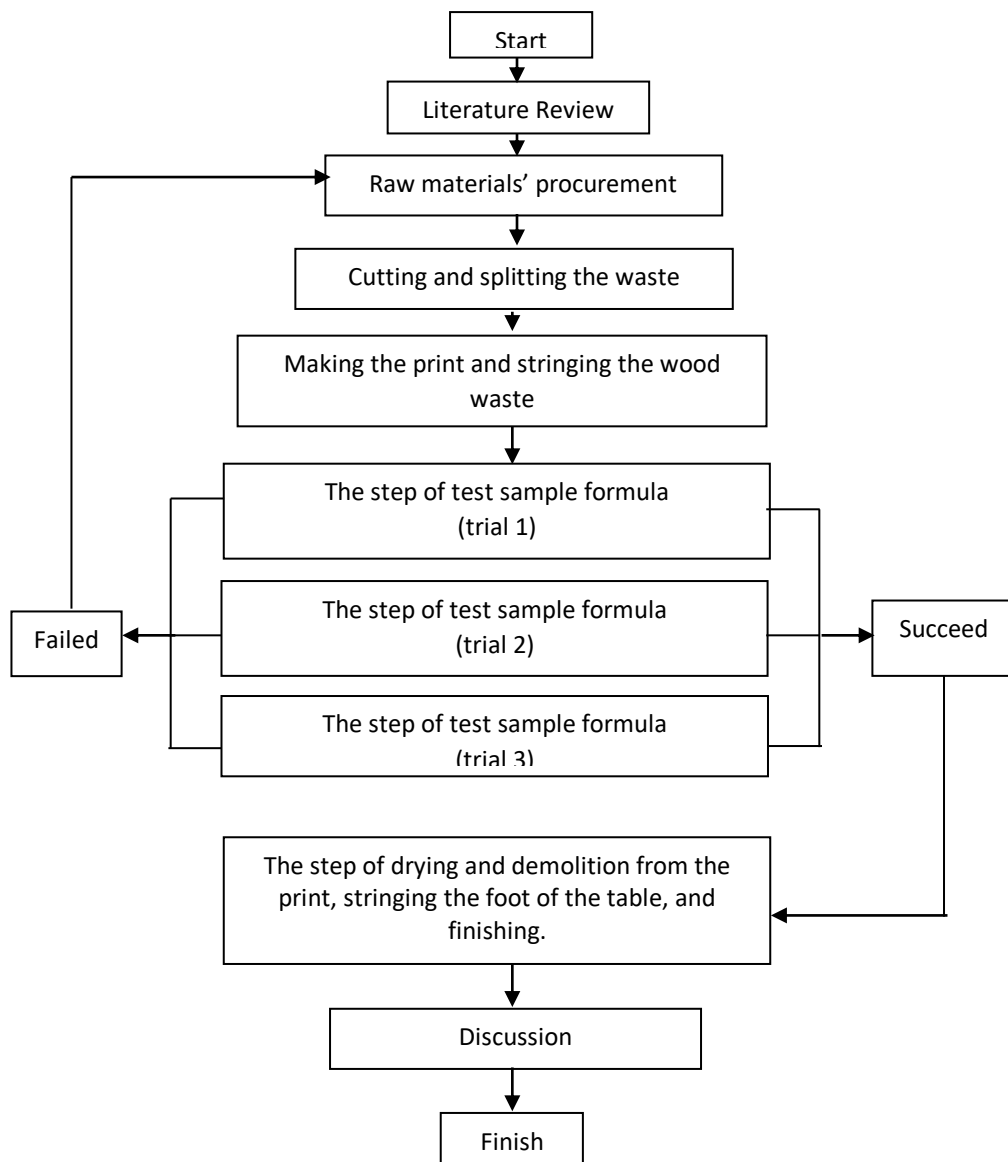 Start
Literature Review
Raw materials’ procurement
Cutting and splitting the waste
Making the print and stringing the wood
waste
The step of test sample formula
(trial 1)
The step of test sample formula
(trial 2)
Failed
Succeed
The step of test sample formula
(trial 3)
The step of drying and demolition from the
print, stringing the foot of the table, and
finishing.
Discussion
Finish